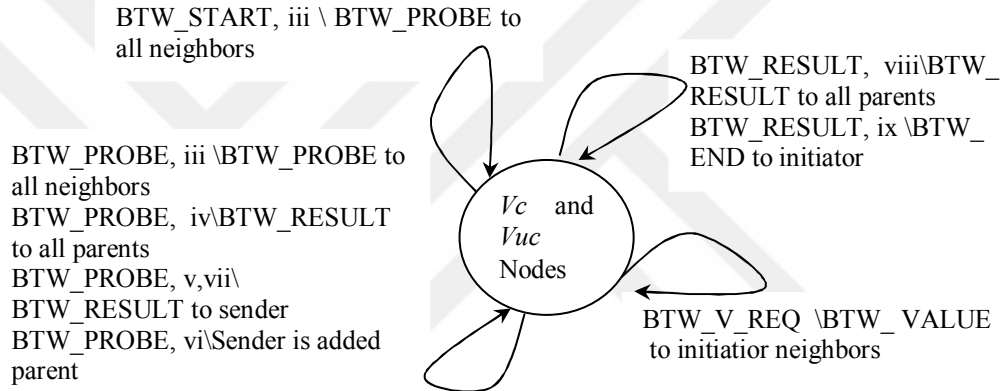 BTW_START, iii \ BTW_PROBE to
all neighbors
BTW_RESULT, viii\BTW_
RESULT to all parents
BTW_RESULT, ix \BTW_
END to initiator
BTW_PROBE, iii \BTW_PROBE to
all neighbors
BTW_PROBE, iv\BTW_RESULT
to all parents
BTW_PROBE, v,vii\
BTW_RESULT to sender
BTW_PROBE, vi\Sender is added
parent
Vc and
Vuc
Nodes
BTW_V_REQ \BTW_ VALUE
to initiatior neighbors